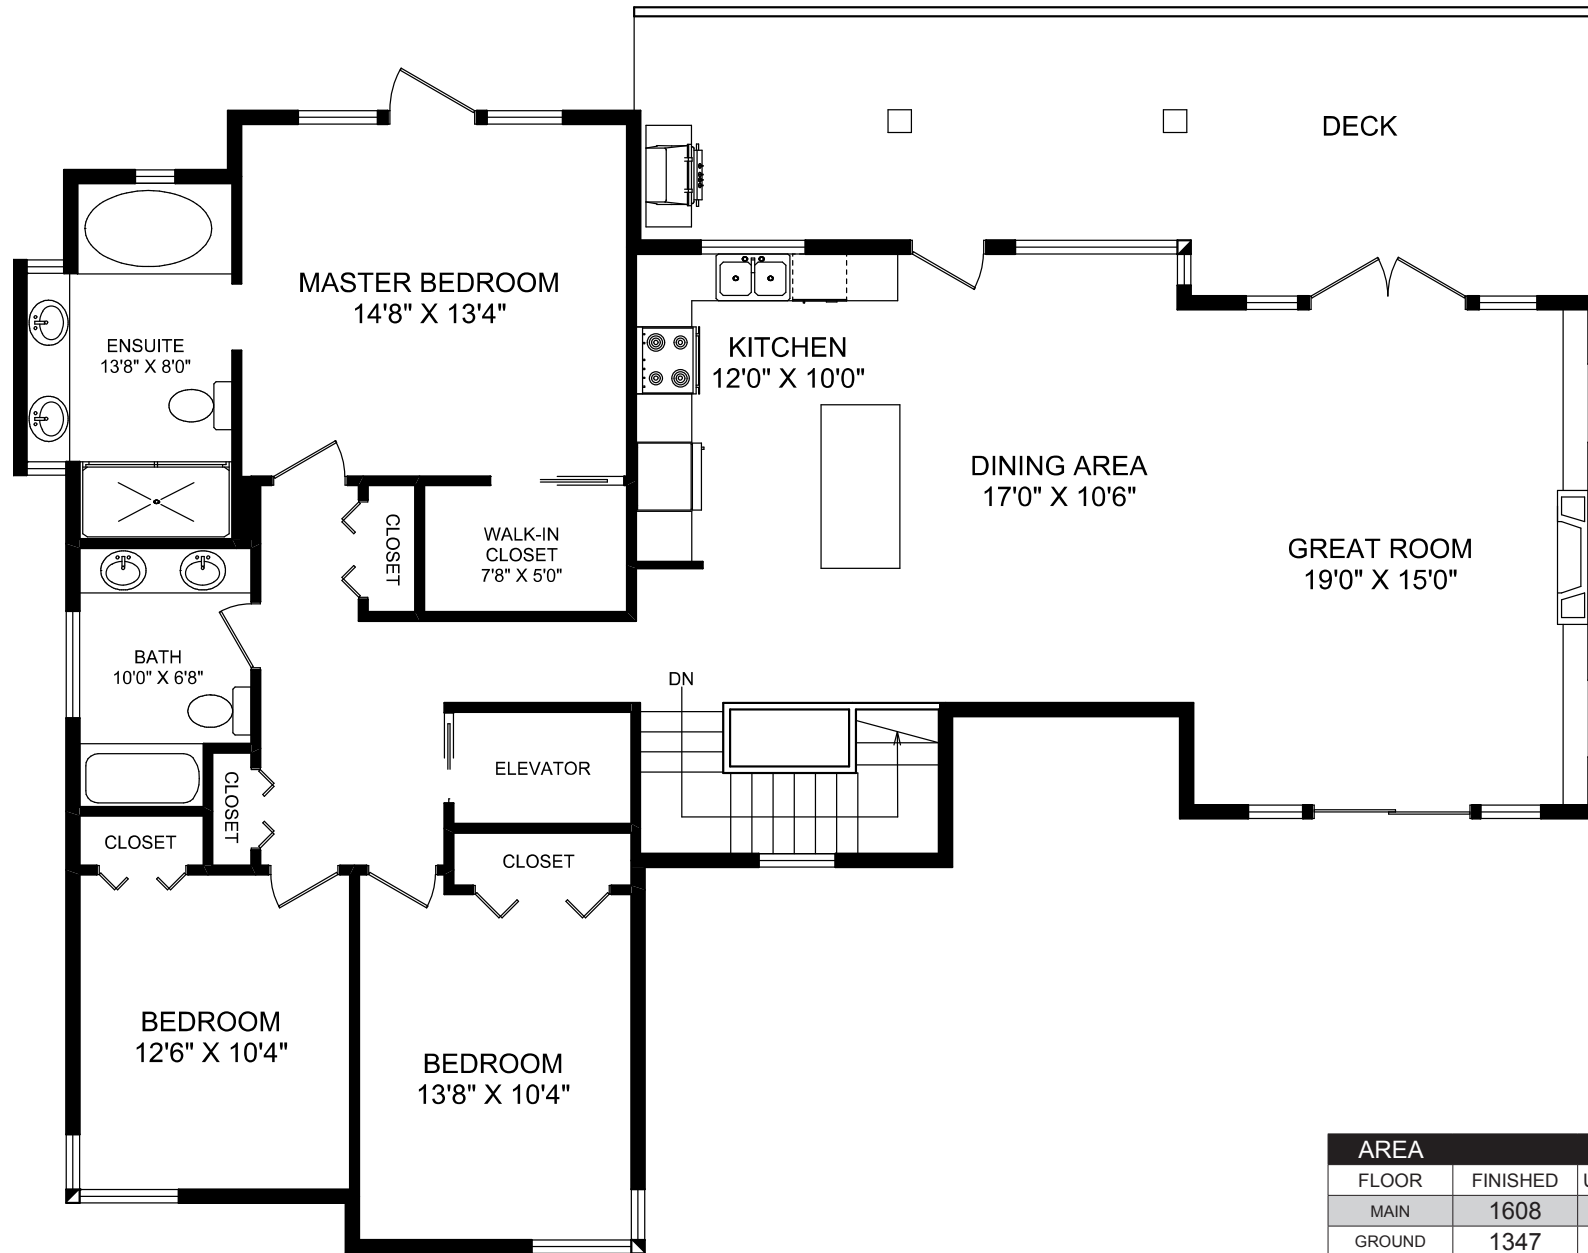 DECK
MASTER BEDROOM
14'8" X 13'4"
ENSUITE
13'8" X 8'0"
KITCHEN
12'0" X 10'0"
DINING AREA
17'0" X 10'6"
GREAT ROOM
19'0" X 15'0"
CLOSET
WALK-IN
CLOSET
7'8" X 5'0"
BATH
10'0" X 6'8"
DN
ELEVATOR
CLOSET
CLOSET
CLOSET
BEDROOM
12'6" X 10'4"
BEDROOM
13'8" X 10'4"
AREA
FLOOR FINISHED
MAIN 1608
GROUND 1347